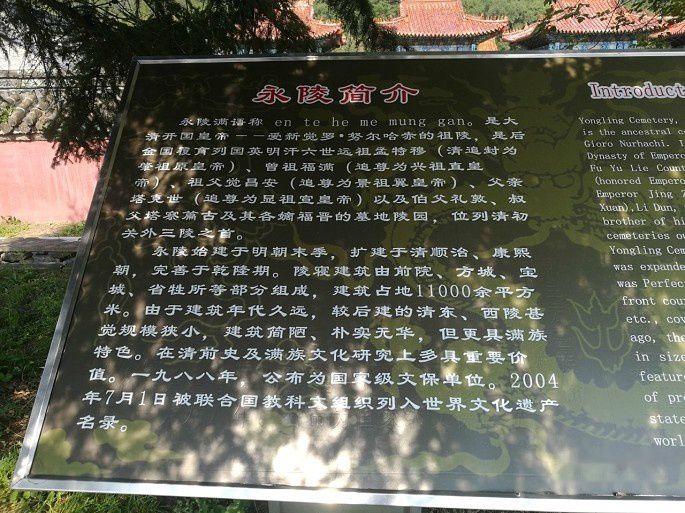 永陵简介
永陵满语称 en te he me mung gan。是大
清开国皇帝——爱新觉罗·努尔哈赤的祖陵，是后
金国覆育列国英明汗六世远祖孟特穆（清追封为
肇祖原皇帝）、曾祖福满（追尊为兴祖直皇
帝）、祖父觉昌安（追尊为景祖翼皇帝）、父亲
塔克世（追尊为显祖宣皇帝）以及伯父礼敦、叔
父塔察篇古及其各嫡福晋的墓地陵园，位列清初
关外三陵之首。
永陵始建于明朝末季，扩建于清顺治、康熙
朝，完善于乾隆期。陵寝建筑由前院、方城、宝
城、省牲所等部分组成，建筑占地11000余平方
米。由于建筑年代久远，较后建的清东、西陵甚
觉规模狭小，建筑简陋、朴实无华，但更具满族
特色。在清前史及满族文化研究上多具重要价
值。一九八八年，公布为国家级文保单位。2004
年7月1日被联合国教科文组织列入世界文化遗产
名录。
Introduct
Yongling Cemetery,
is the ancestral c
Gioro Nurhachi. I
Dynasty of Emper
Fu Yu Lie Count
(honored Empero
Emperor Jing Z
Xuan),Li Dun,
brother of hi
cemeteries ou
Yongling Ce
was expande
was Perfect
front cour
etc., cov
ago, the
in size
feature
of pr
state
worl